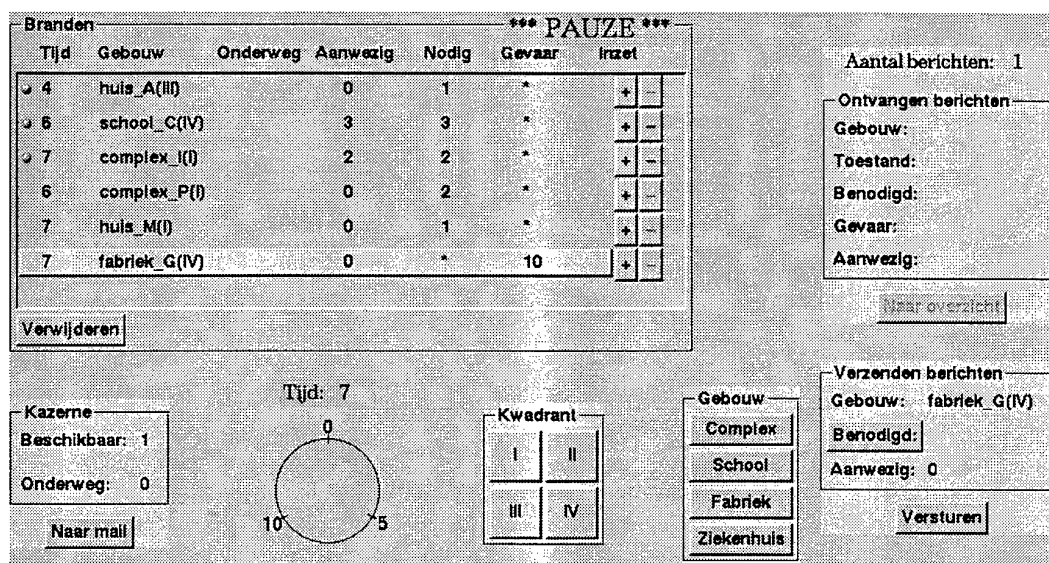 Branden *** PAUZE ***
Tijd Gebouw Onderweg Aanwezig Nodig Gevaar Inzet
4 huis_A(III) 0 1 * + -
6 school_C(IV) 3 3 * + -
7 complex_I(I) 2 2 * + -
6 complex_P(I) 0 2 * + -
7 huis_M(I) 0 1 * + -
7 fabriek_G(IV) 0 * 10 + -
Verwijderen
Aantal berichten: 1
Ontvangen berichten
Gebouw:
Toestand:
Benodigd:
Gevaar:
Aanwezig:
Naar overzicht
Kazerne
Beschikbaar: 1
Onderweg: 0
Naar mail
Tijd: 7
0
10 5
Kwadrant
I II
III IV
Gebouw
Complex
School
Fabriek
Ziekenhuis
Verzenden berichten
Gebouw: fabriek_G(IV)
Benodigd:
Aanwezig: 0
Versturen